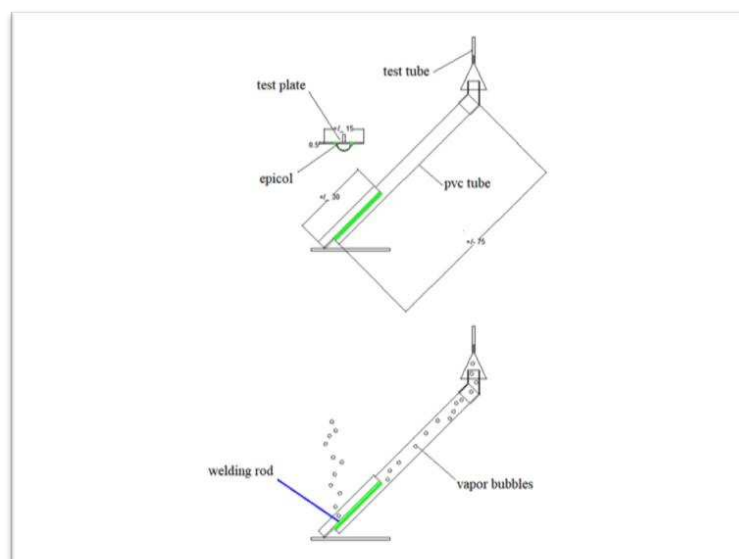 test tube
test plate
+/_ 15
0.5
epicol
+/_ 30
pvc tube
+/- 75
welding rod
vapor bubbles